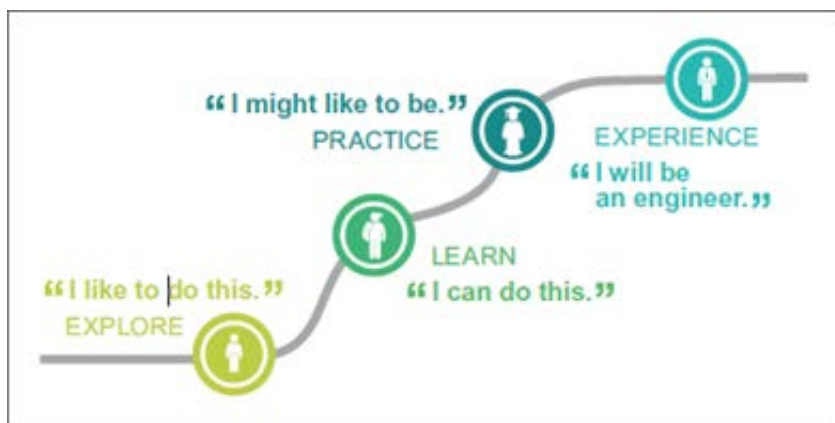 “I might like to be.”
PRACTICE
EXPERIENCE
“I will be
an engineer.”
LEARN
“I can do this.”
“I like to do this.”
EXPLORE